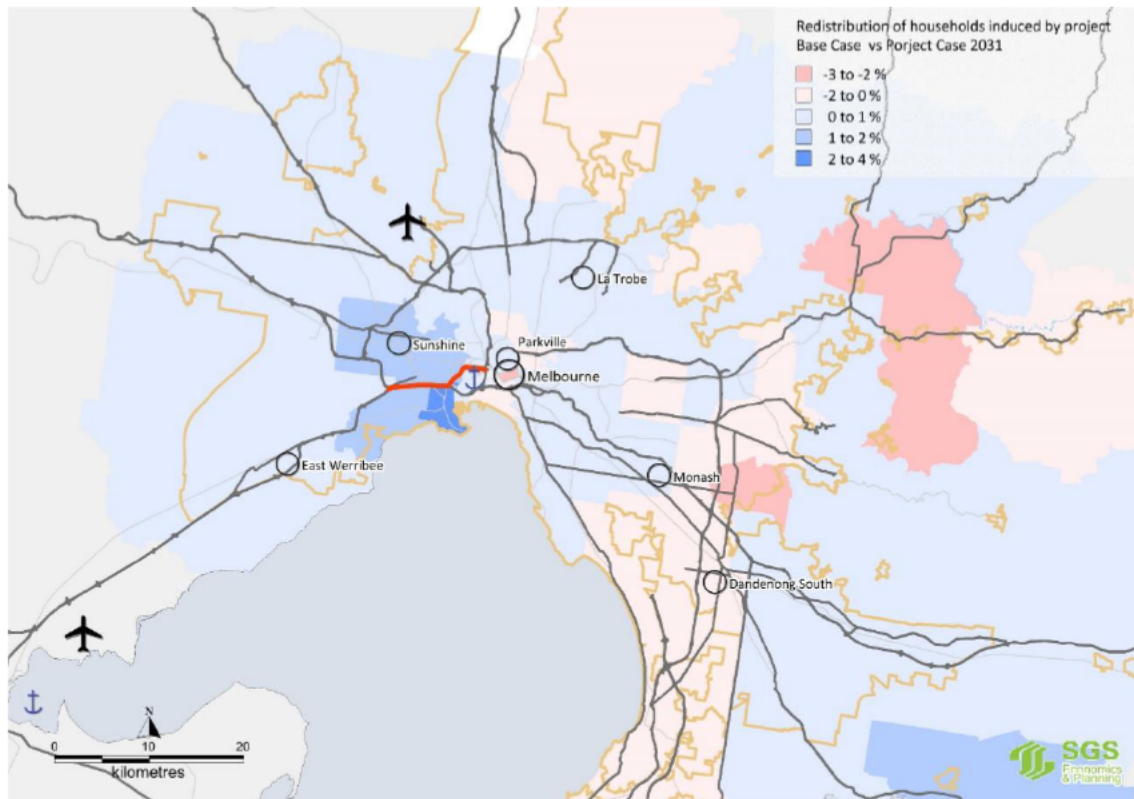 Redistribution of households induced by project
Base Case vs Porject Case 2031
-3 to -2 %
-2 to 0 %
0 to 1 %
1 to 2 %
2 to 4 %
La Trobe
Sunshine
Parkville
Melbourne
East Werribee
Monash
Dandenong South
N
0 10 20
kilometres
SGS
Economics
& Planning